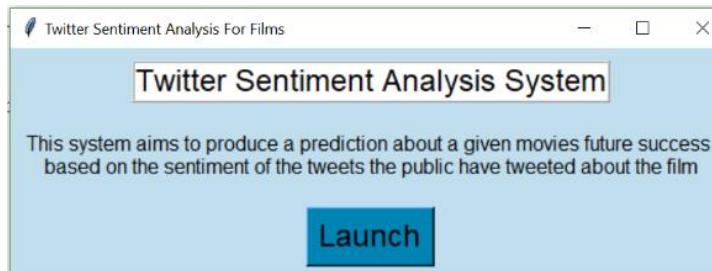 Twitter Sentiment Analysis For Films
Twitter Sentiment Analysis System
This system aims to produce a prediction about a given movies future success
based on the sentiment of the tweets the public have tweeted about the film
Launch